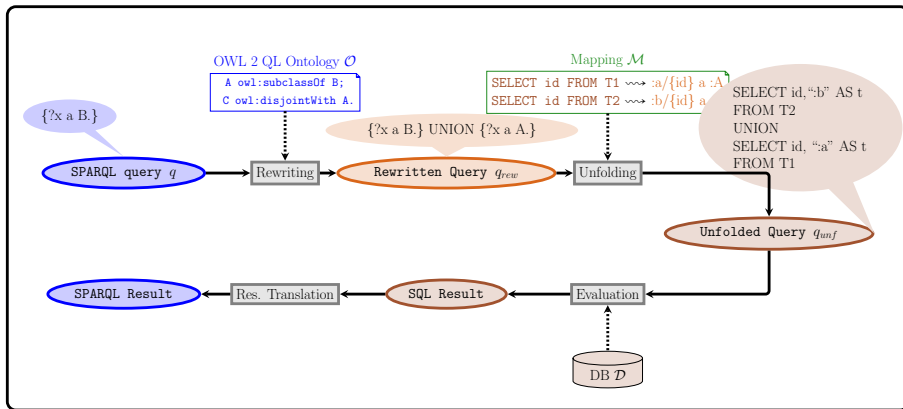 OWL 2 QL Ontology 𝒪
A owl:subclassOf B;
C owl:disjointWith A.
Mapping ℳ
SELECT id FROM T1 ⇝ :a/{id} a :A
SELECT id FROM T2 ⇝ :b/{id} a
SELECT id,“:b” AS t
FROM T2
UNION
SELECT id, “:a” AS t
FROM T1
{?x a B.}
{?x a B.} UNION {?x a A.}
SPARQL query q
Rewriting
Rewritten Query q_rew
Unfolding
Unfolded Query q_unf
SPARQL Result
Res. Translation
SQL Result
Evaluation
DB 𝒟